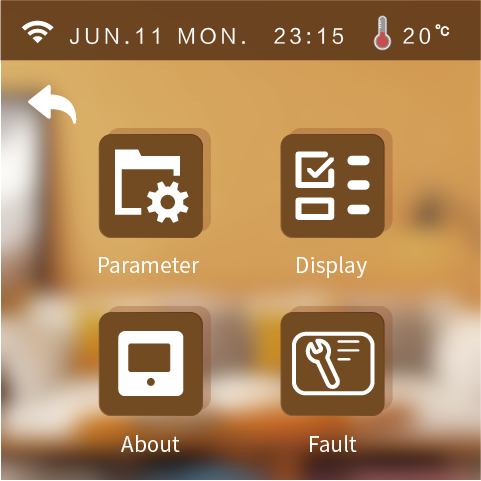 JUN.11 MON. 23:15 20℃
Parameter Display
About Fault